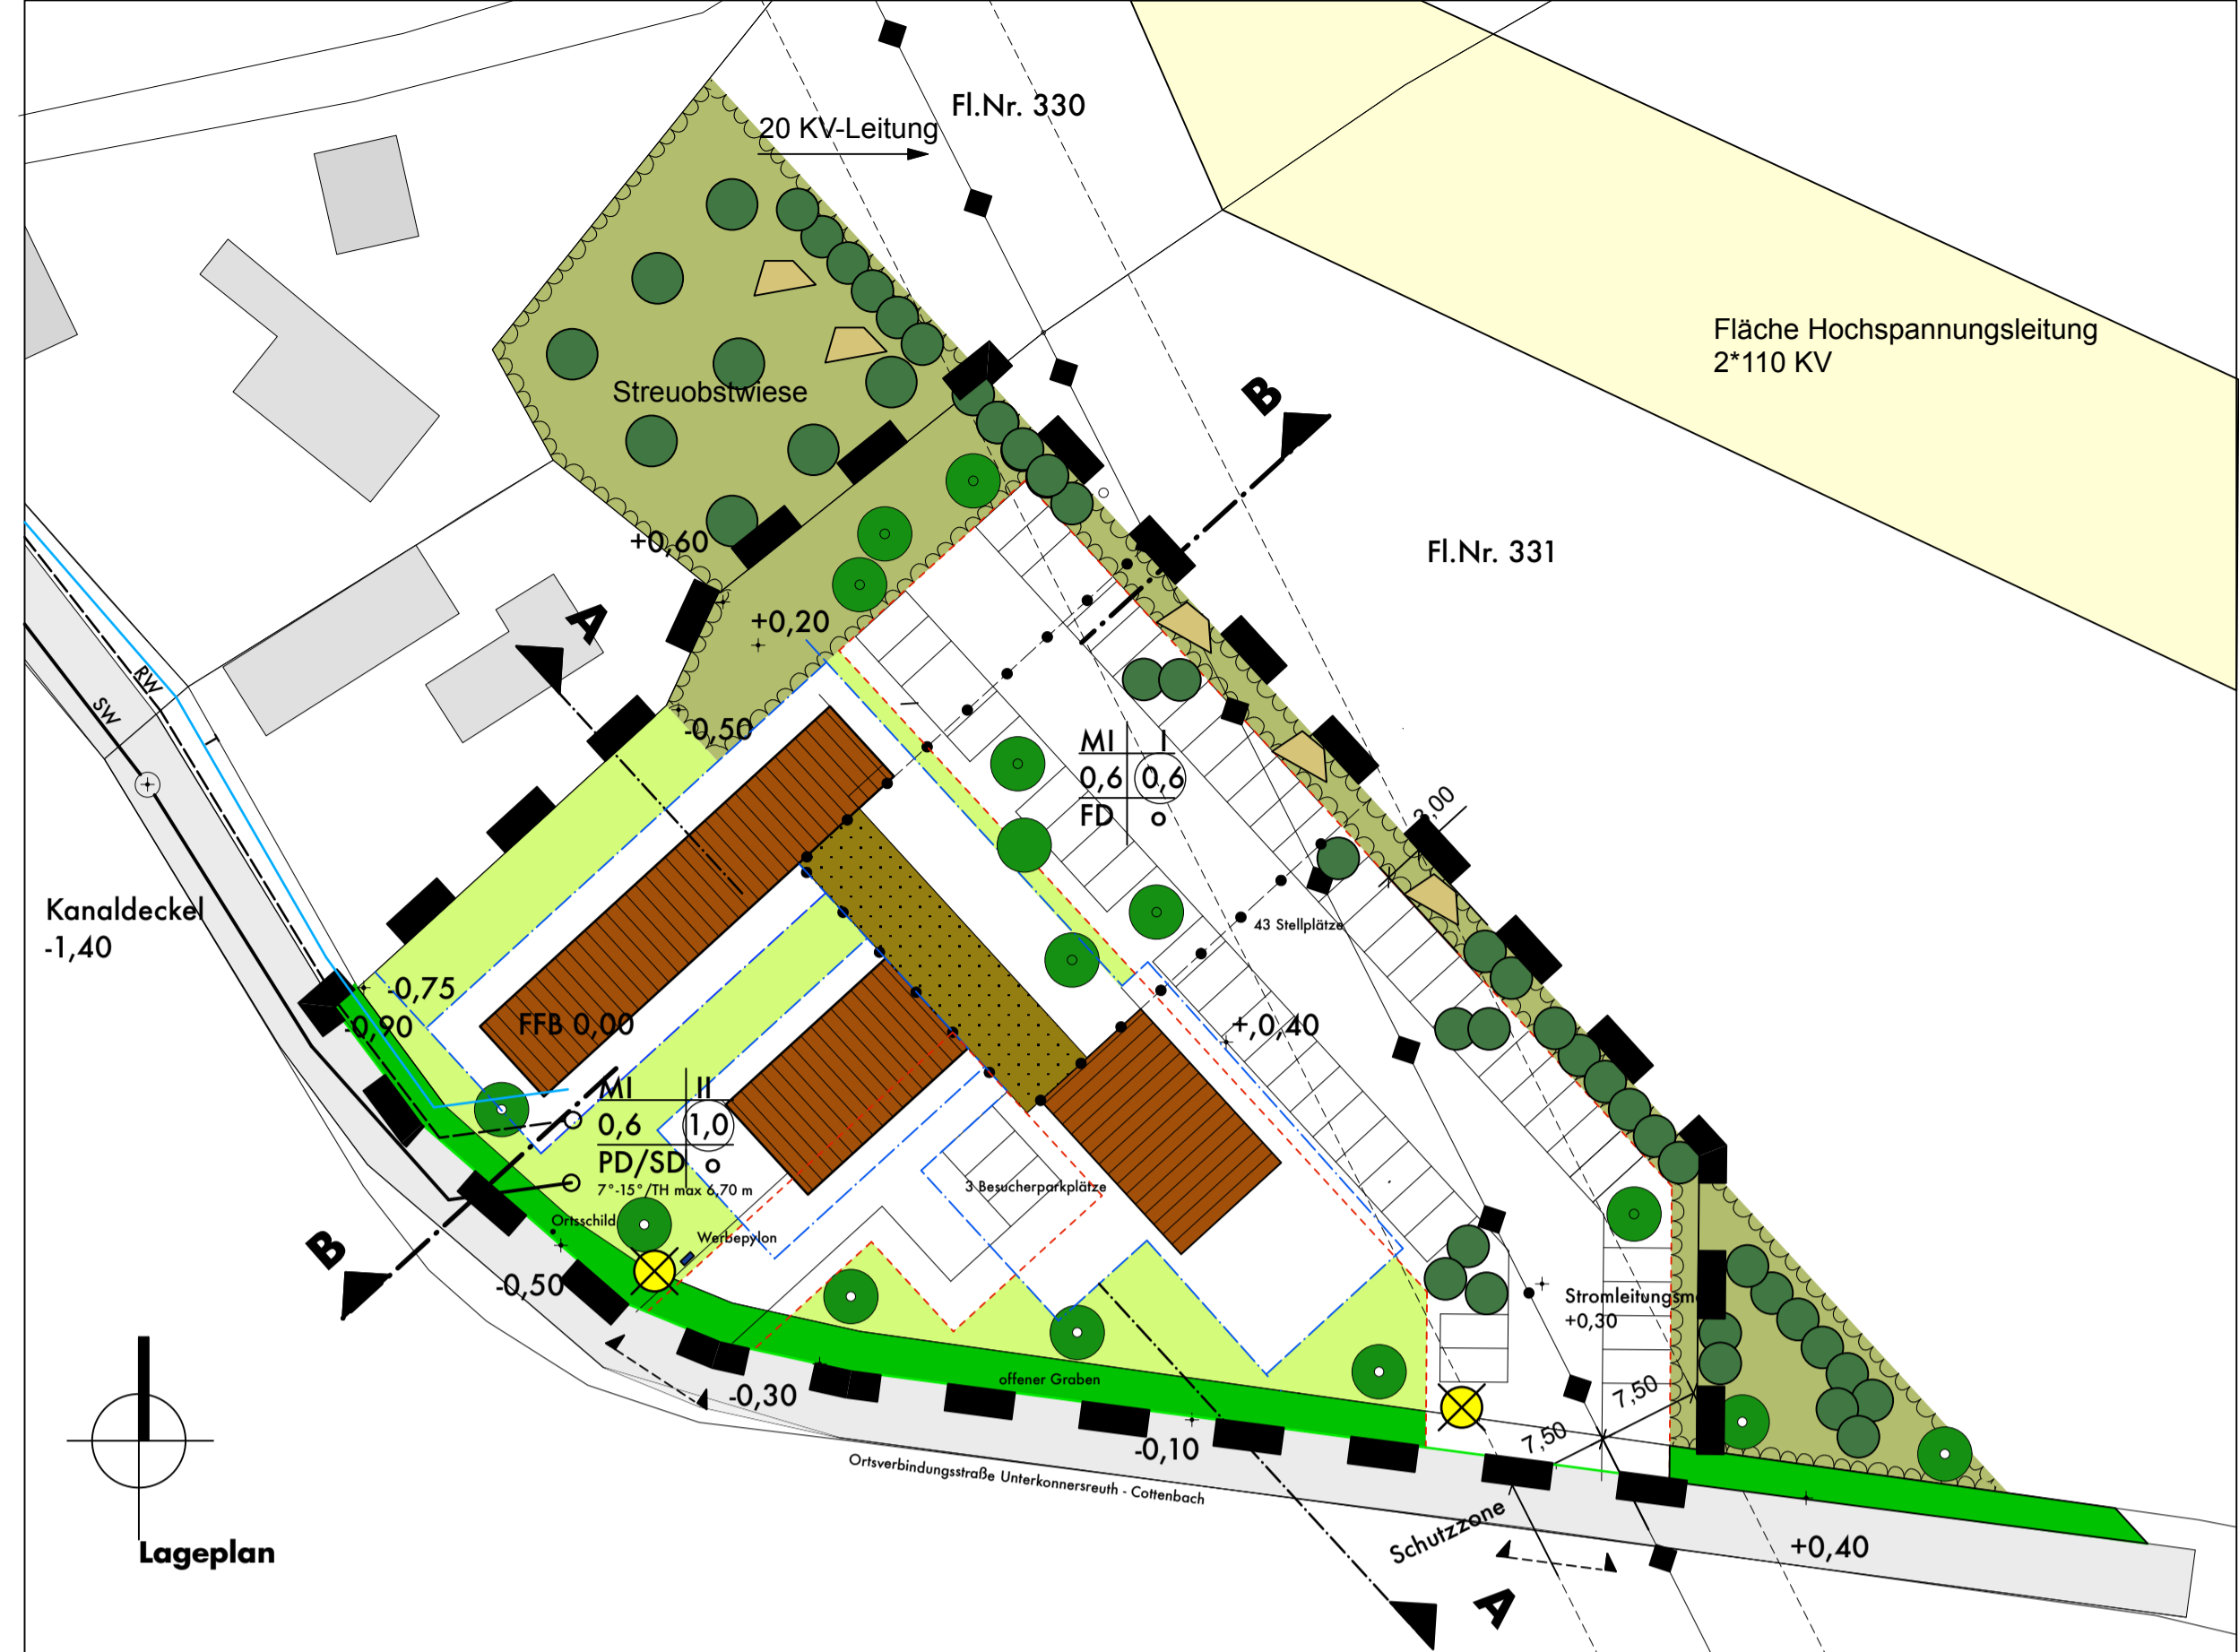 Fl.Nr. 330
20 KV-Leitung
Fläche Hochspannungsleitung
2*110 KV
B
Streuobstwiese
+0,60
Fl.Nr. 331
A
+0,20
RW
SW
-0,50
MI I
0,6 0,6
FD o
3,00
Kanaldeckel
-1,40
43 Stellplätze
-0,75
-0,90
FFB 0,00
+,0,40
MI II
0,6 1,0
PD/SD o
7°-15°/TH max 6,70 m
3 Besucherparkplätze
Ortsschild
Werbepylon
B
-0,50
Stromleitungsm
+0,30
offener Graben
-0,30
7,50
7,50
-0,10
Ortsverbindungsstraße Unterkonnersreuth - Cottenbach
Schutzzone
+0,40
Lageplan
A